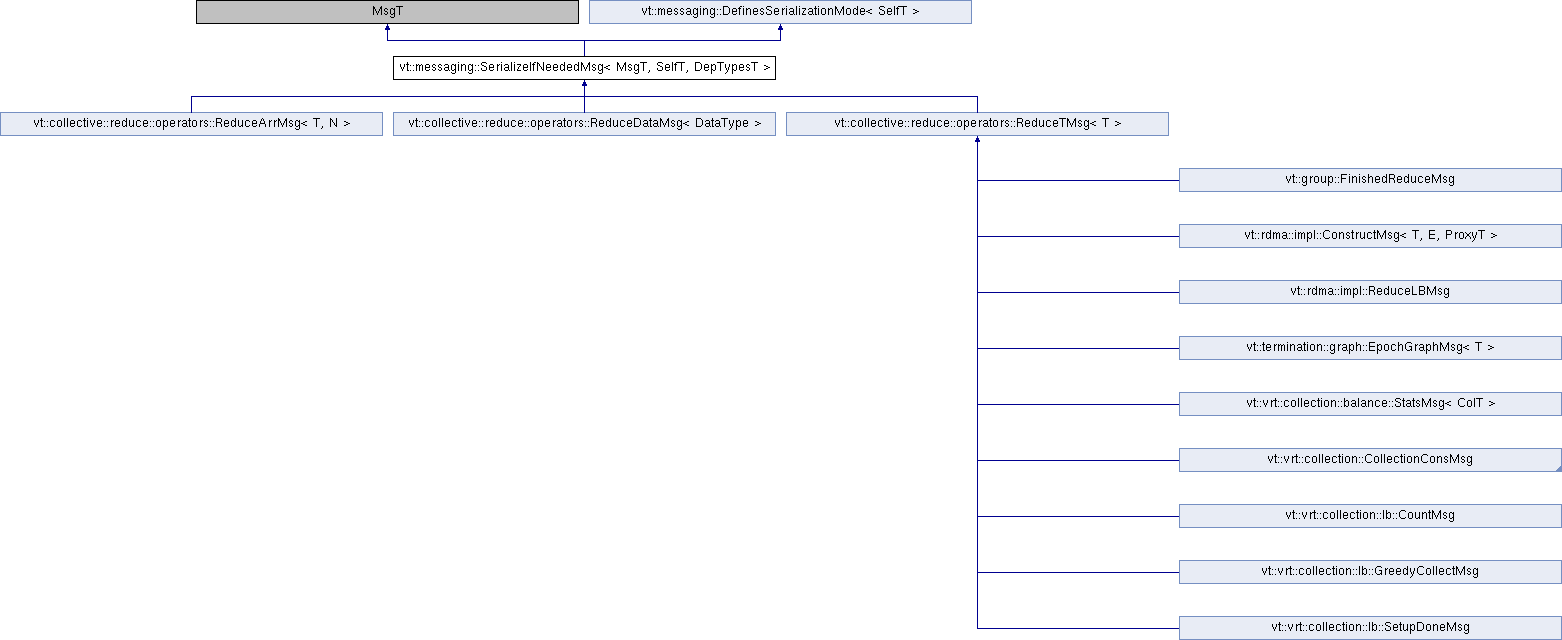 MsgT
vt::messaging::DefinesSerializationMode< SelfT >
vt::messaging::SerializeIfNeededMsg< MsgT, SelfT, DepTypesT >
vt::collective::reduce::operators::ReduceArrMsg< T, N >
vt::collective::reduce::operators::ReduceDataMsg< DataType >
vt::collective::reduce::operators::ReduceTMsg< T >
vt::group::FinishedReduceMsg
vt::rdma::impl::ConstructMsg< T, E, ProxyT >
vt::rdma::impl::ReduceLBMsg
vt::termination::graph::EpochGraphMsg< T >
vt::vrt::collection::balance::StatsMsg< ColT >
vt::vrt::collection::CollectionConsMsg
vt::vrt::collection::lb::CountMsg
vt::vrt::collection::lb::GreedyCollectMsg
vt::vrt::collection::lb::SetupDoneMsg